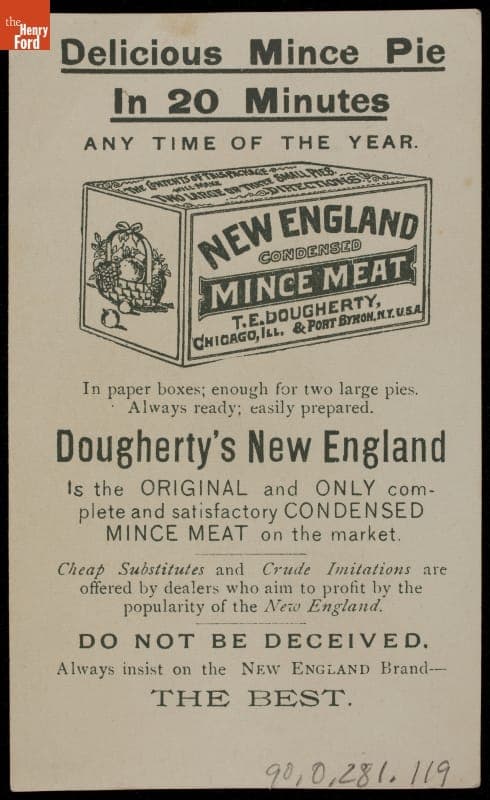 the
Henry
Ford
Delicious Mince Pie
In 20 Minutes
ANY TIME OF THE YEAR.
THE CONTENTS OF THIS PACKAGE
WILL MAKE
TWO LARGE OR THREE SMALL PIES.
DIRECTIONS
NEW ENGLAND
CONDENSED
MINCE MEAT
T.E. DOUGHERTY,
CHICAGO, ILL. & PORT BYRON, N.Y. U.S.A.
In paper boxes; enough for two large pies.
Always ready; easily prepared.
Dougherty's New England
Is the ORIGINAL and ONLY com-
plete and satisfactory CONDENSED
MINCE MEAT on the market.
Cheap Substitutes and Crude Imitations are
offered by dealers who aim to profit by the
popularity of the New England.
DO NOT BE DECEIVED.
Always insist on the NEW ENGLAND Brand—
THE BEST.
90.0.281.119